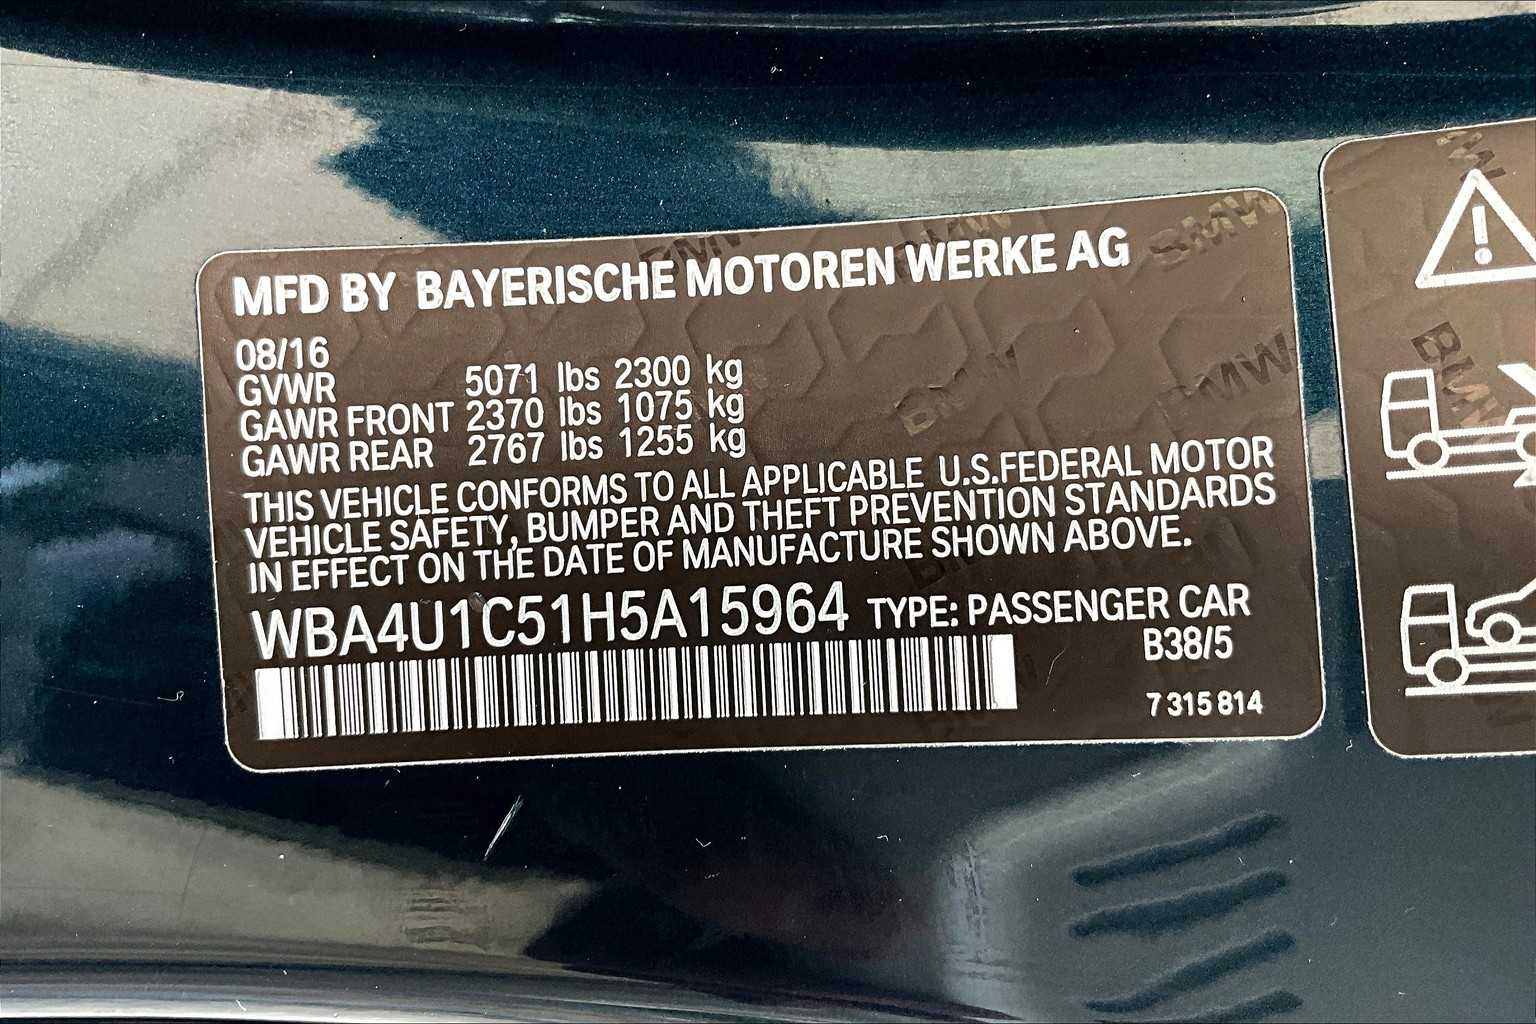 MFD BY BAYERISCHE MOTOREN WERKE AG
08/16
GVWR 5071 lbs 2300 kg
GAWR FRONT 2370 lbs 1075 kg
GAWR REAR 2767 lbs 1255 kg
THIS VEHICLE CONFORMS TO ALL APPLICABLE U.S.FEDERAL MOTOR
VEHICLE SAFETY, BUMPER AND THEFT PREVENTION STANDARDS
IN EFFECT ON THE DATE OF MANUFACTURE SHOWN ABOVE.
WBA4U1C51H5A15964 TYPE: PASSENGER CAR
B38/5
7 315 814